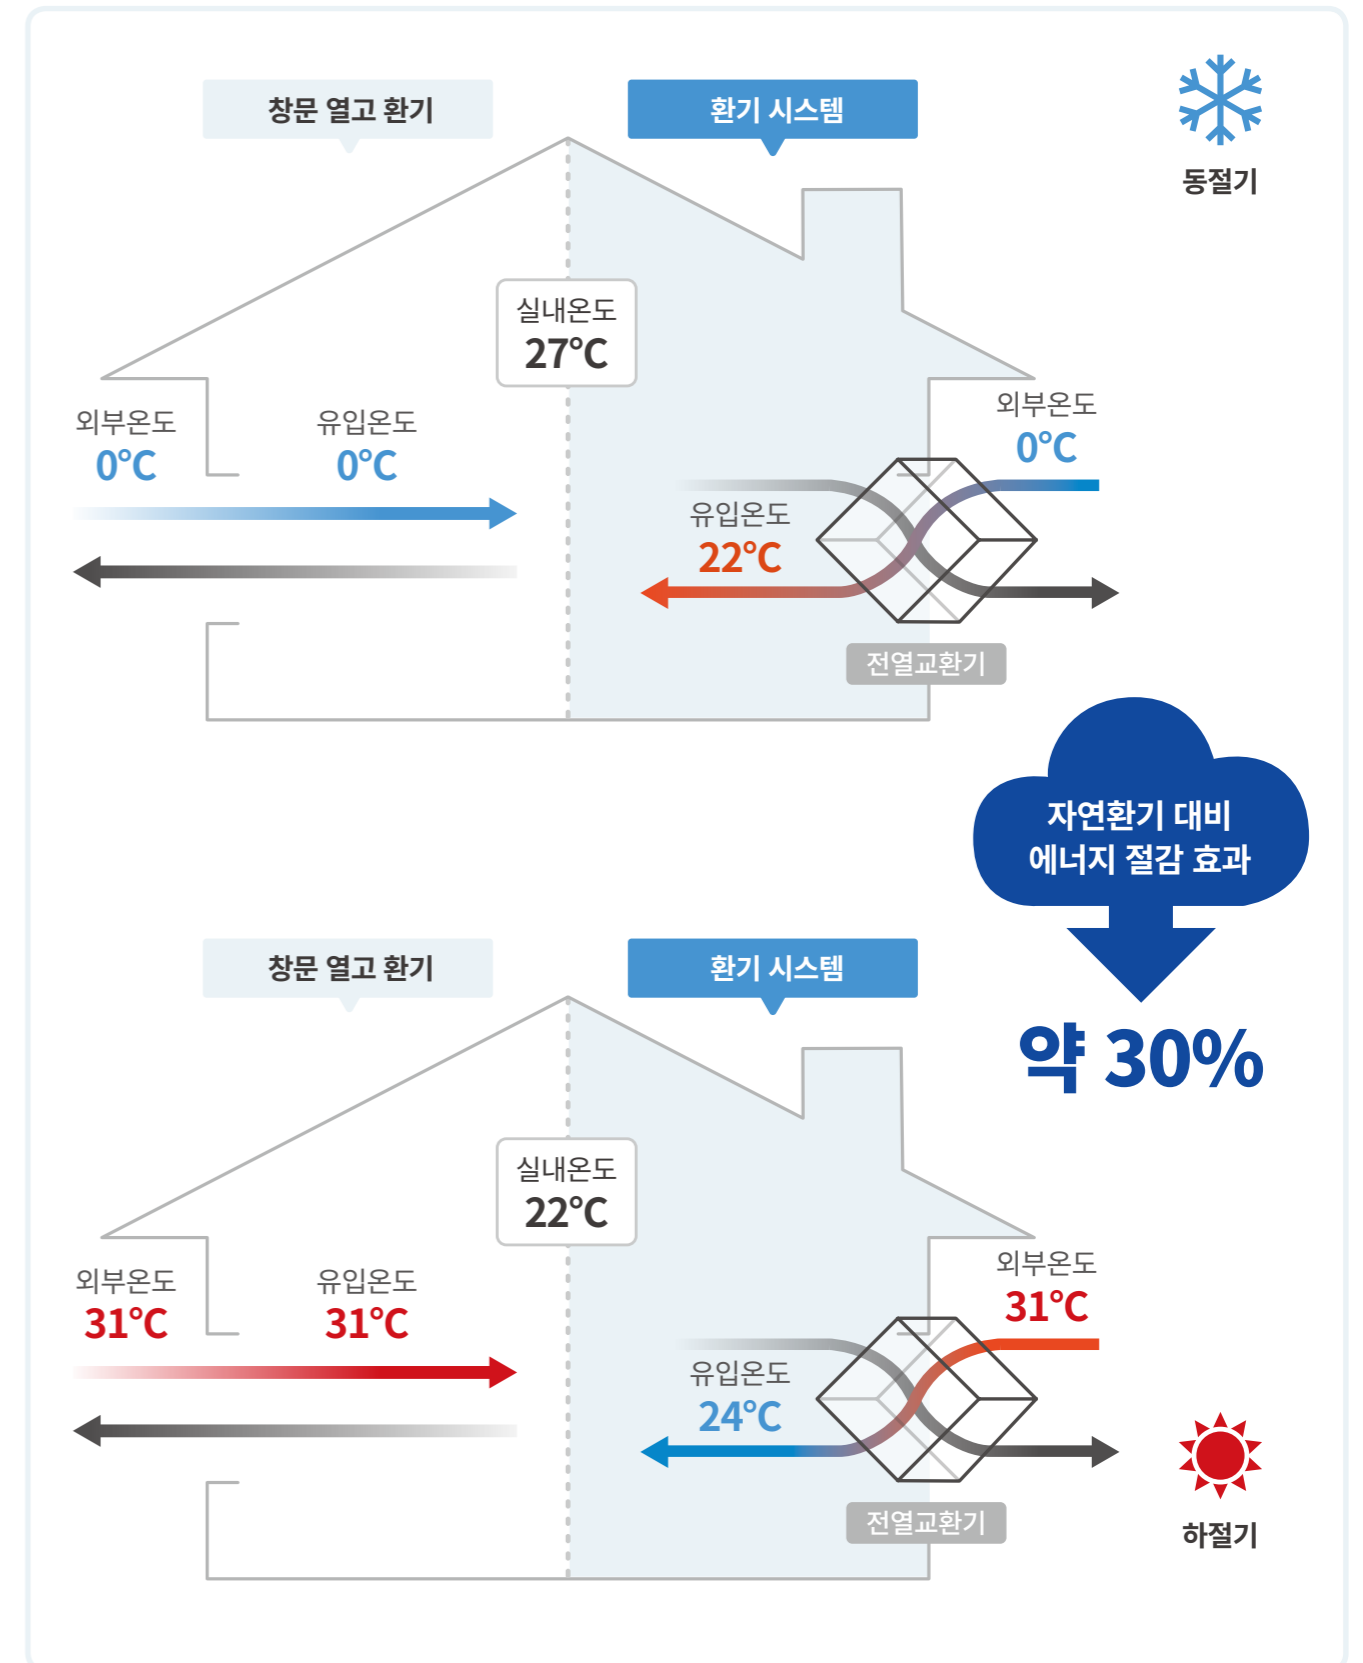 창문 열고 환기
환기 시스템
동절기
실내온도
27°C
외부온도
0°C
유입온도
0°C
외부온도
0°C
유입온도
22°C
전열교환기
자연환기 대비
에너지 절감 효과
약 30%
창문 열고 환기
환기 시스템
실내온도
22°C
외부온도
31°C
유입온도
31°C
외부온도
31°C
유입온도
24°C
전열교환기
하절기